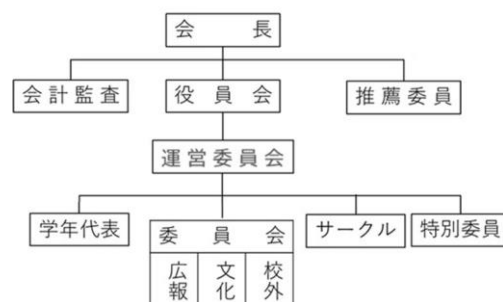 会長
会計監査 役員会 推薦委員
運営委員会
学年代表 委員会 サークル 特別委員
広報 文化 校外